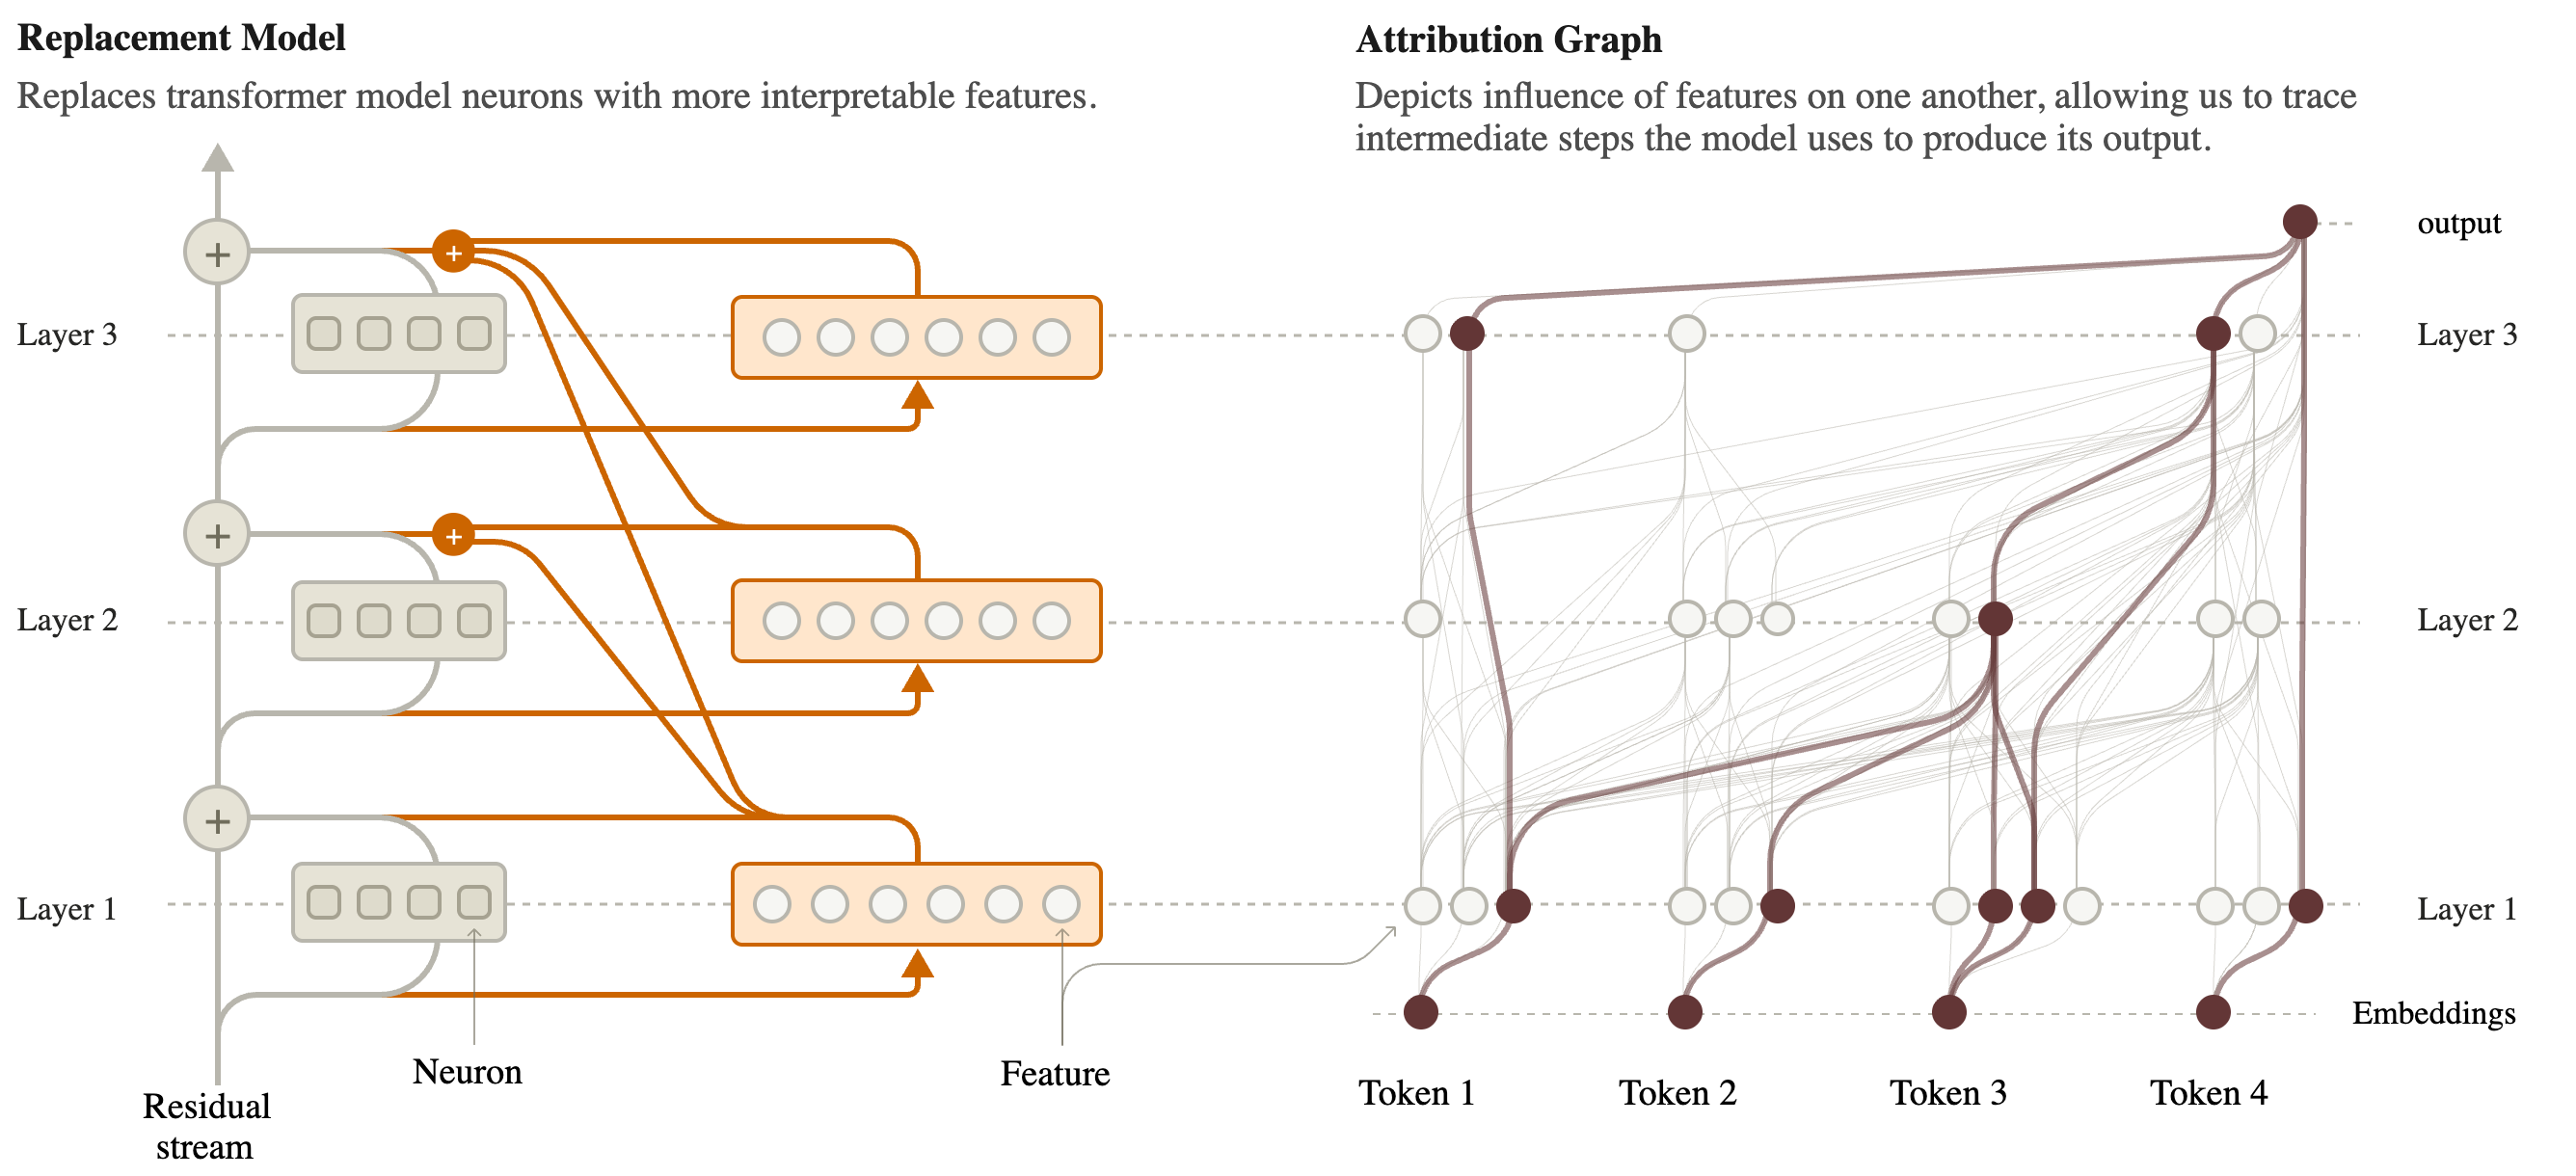 Replacement Model
Replaces transformer model neurons with more interpretable features.
+
+
Layer 3
+
+
Layer 2
+
Layer 1
Neuron
Feature
Residual
stream
Attribution Graph
Depicts influence of features on one another, allowing us to trace
intermediate steps the model uses to produce its output.
output
Layer 3
Layer 2
Layer 1
Embeddings
Token 1
Token 2
Token 3
Token 4